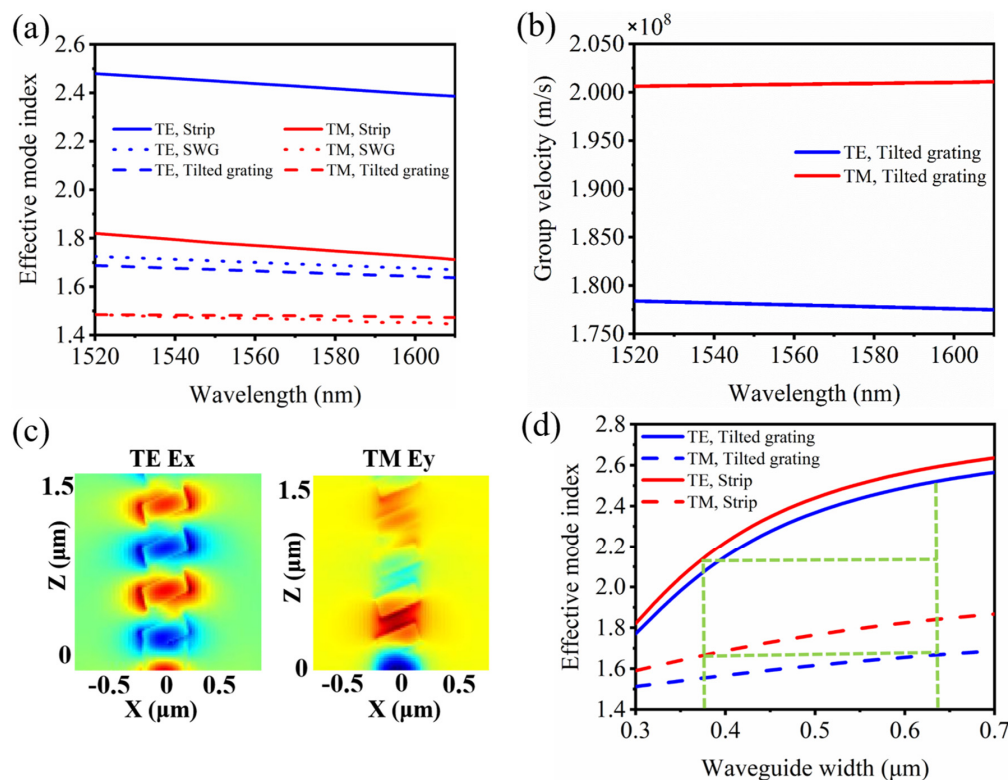 (a)
2.6
2.4
2.2
2.0
1.8
1.6
1.4
Effective mode index
TE, Strip
TM, Strip
TE, SWG
TM, SWG
TE, Tilted grating
TM, Tilted grating
1520
1540
1560
1580
1600
Wavelength (nm)
(b)
×10⁸
2.050
2.000
1.950
1.900
1.850
1.800
1.750
Group velocity (m/s)
TE, Tilted grating
TM, Tilted grating
1520
1540
1560
1580
1600
Wavelength (nm)
(c)
TE Ex
1.5
Z (μm)
0
-0.5
0
0.5
X (μm)
TM Ey
1.5
Z (μm)
0
-0.5
0
0.5
X (μm)
(d)
2.8
2.6
2.4
2.2
2.0
1.8
1.6
1.4
Effective mode index
TE, Tilted grating
TM, Tilted grating
TE, Strip
TM, Strip
0.3
0.4
0.5
0.6
0.7
Waveguide width (μm)